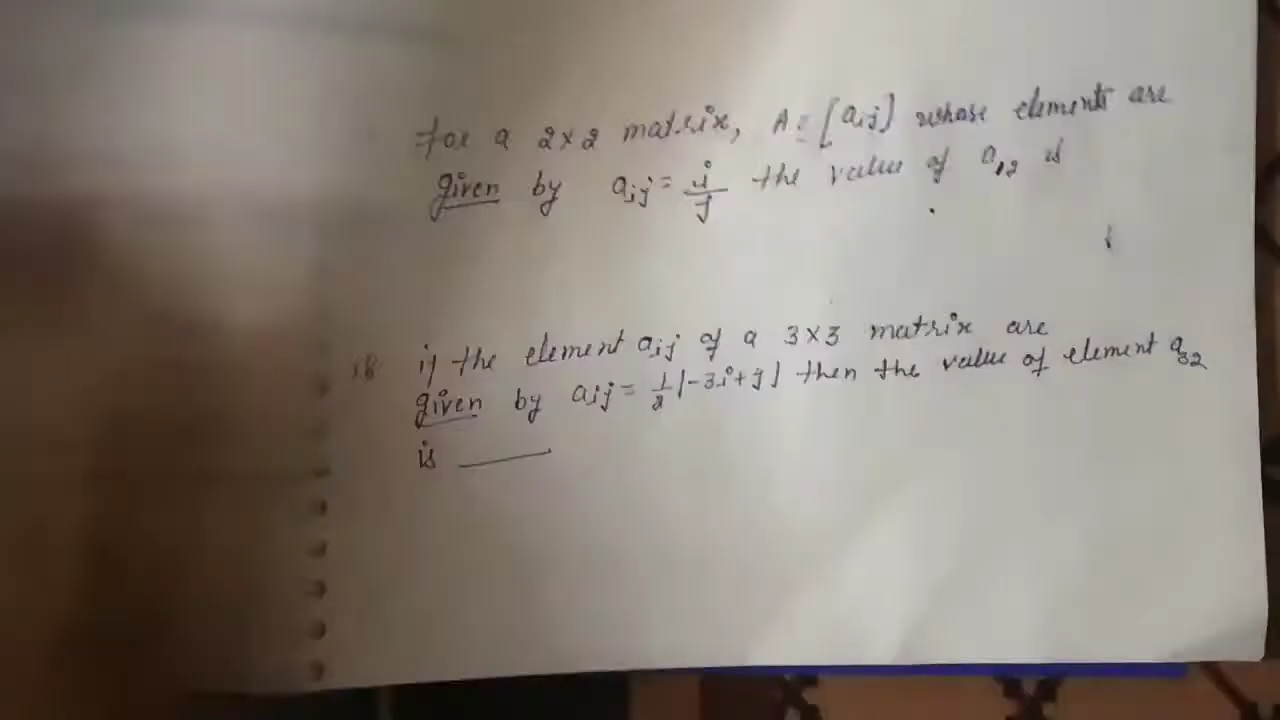 For a 2×2 matrix, A = [aij] whose elements are
given by aij = i/j the value of a12 is
18 if the element aij of a 3×3 matrix are
given by aij = 1/2 |-3i+j| then the value of element a32
is ____